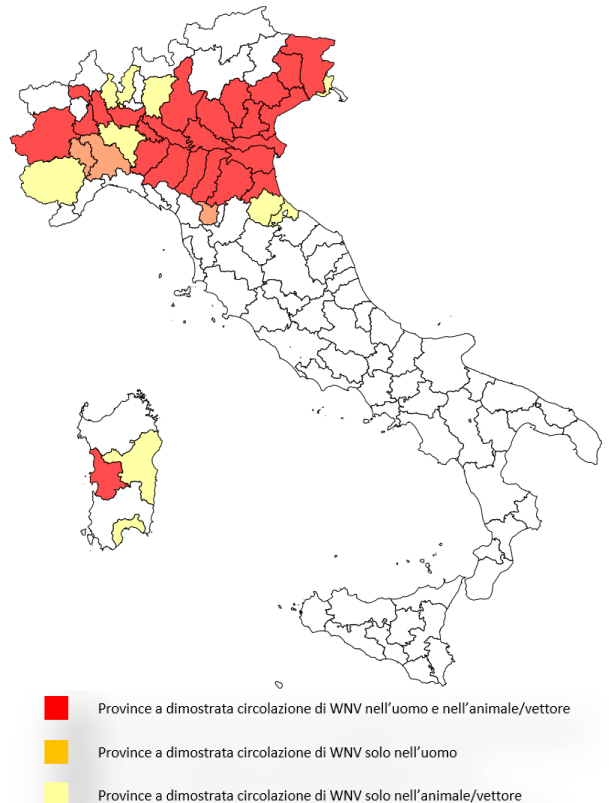 Province a dimostrata circolazione di WNV nell'uomo e nell'animale/vettore
Province a dimostrata circolazione di WNV solo nell'uomo
Province a dimostrata circolazione di WNV solo nell'animale/vettore